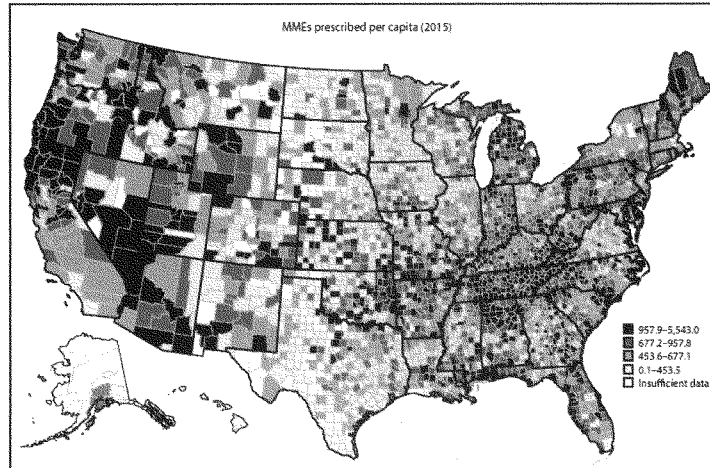 MMEs prescribed per capita (2015)
957.9–5,543.0
677.2–957.8
453.6–677.1
0.1–453.5
Insufficient data